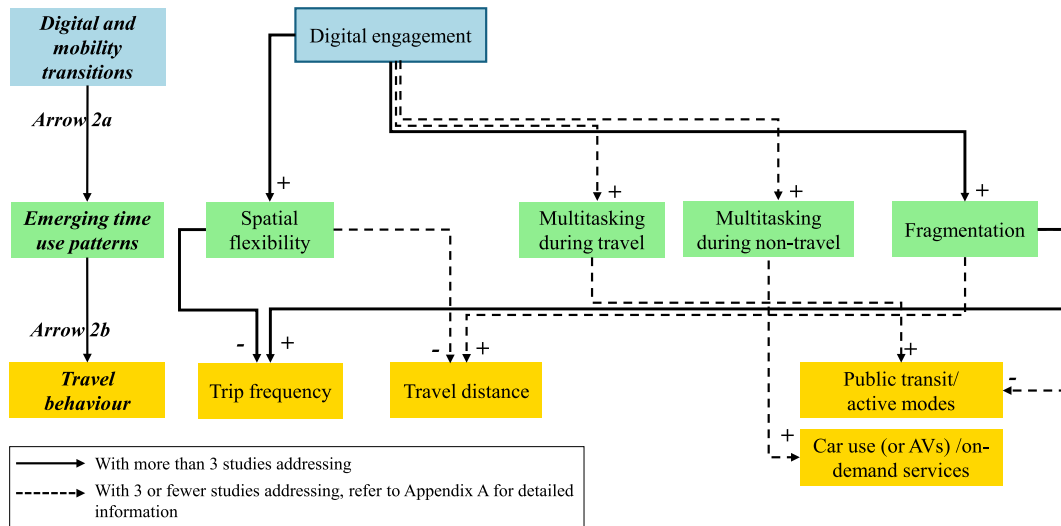 Digital and
mobility
transitions
Digital engagement
Arrow 2a
+
+
+
+
Emerging time
use patterns
Spatial
flexibility
Multitasking
during travel
Multitasking
during non-travel
Fragmentation
Arrow 2b
-
+
-
+
+
-
Travel
behaviour
Trip frequency
Travel distance
Public transit/
active modes
+
Car use (or AVs) /on-
demand services
With more than 3 studies addressing
With 3 or fewer studies addressing, refer to Appendix A for detailed
information